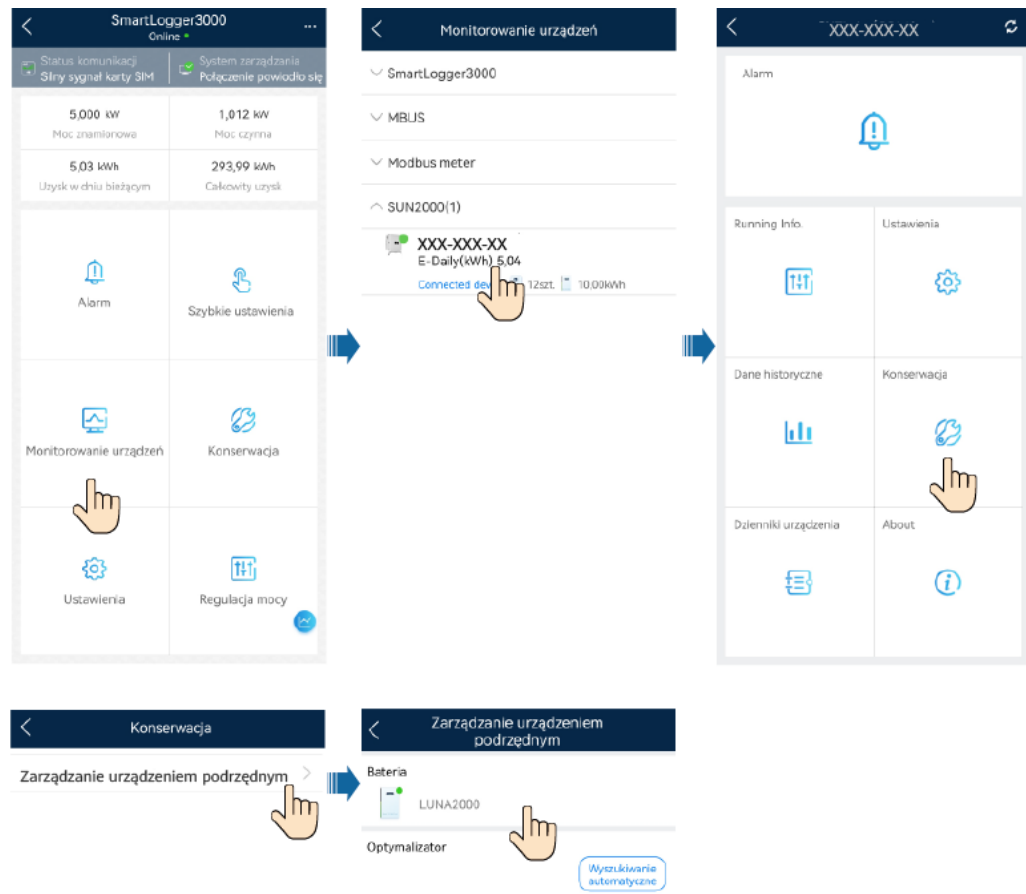 SmartLogger3000
...
Online
Status komunikacji
Silny sygnał karty SIM
System zarządzania
Połączenie powiodło się
5,000 kW
Moc znamionowa
1,012 kW
Moc czynna
5,03 kWh
Uzysk w dniu bieżącym
293,99 kWh
Całkowity uzysk
Alarm
Szybkie ustawienia
Monitorowanie urządzeń
Konserwacja
Ustawienia
Regulacja mocy
Monitorowanie urządzeń
SmartLogger3000
MBUS
Modbus meter
SUN2000(1)
XXX-XXX-XX
E-Daily(kWh) 5,04
Connected 12szt. 10,00kWh
XXX-XXX-XX
Alarm
Running Info.
Ustawienia
Dane historyczne
Konserwacja
Dzienniki urządzenia
About
Konserwacja
Zarządzanie urządzeniem podrzędnym
Zarządzanie urządzeniem
podrzędnym
Bateria
LUNA2000
Optymalizator
Wyszukiwanie
automatyczne